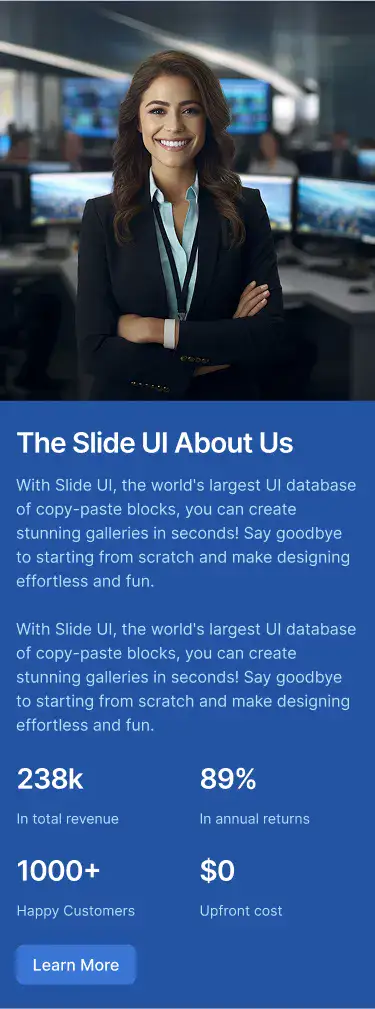 The Slide UI About Us
With Slide UI, the world's largest UI database
of copy-paste blocks, you can create
stunning galleries in seconds! Say goodbye
to starting from scratch and make designing
effortless and fun.
With Slide UI, the world's largest UI database
of copy-paste blocks, you can create
stunning galleries in seconds! Say goodbye
to starting from scratch and make designing
effortless and fun.
238k
89%
In total revenue
In annual returns
1000+
$0
Happy Customers
Upfront cost
Learn More